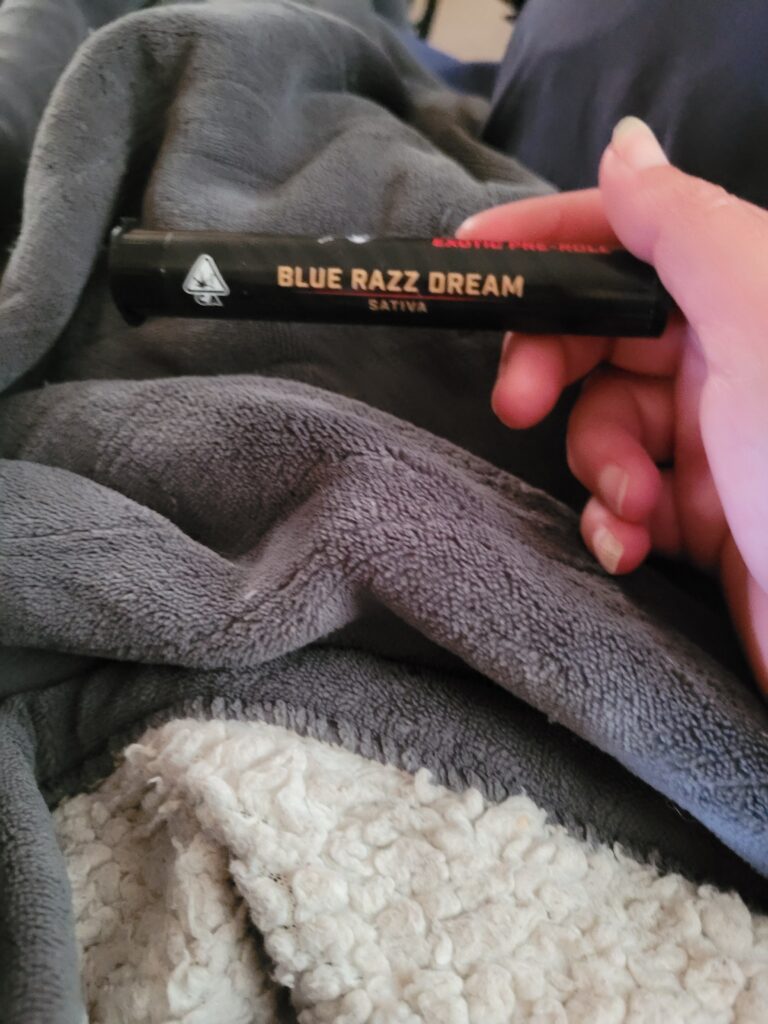 EXOTIC PRE-ROLL
BLUE RAZZ DREAM
SATIVA